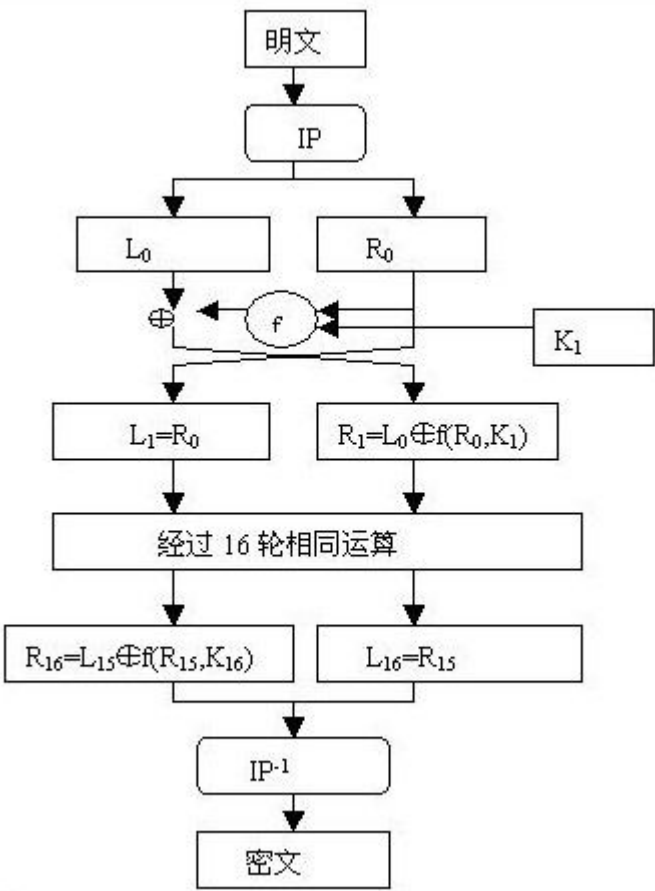 明文
IP
L₀
R₀
⊕
f
K₁
L₁=R₀
R₁=L₀⊕f(R₀,K₁)
经过 16 轮相同运算
R₁₆=L₁₅⊕f(R₁₅,K₁₆)
L₁₆=R₁₅
IP⁻¹
密文